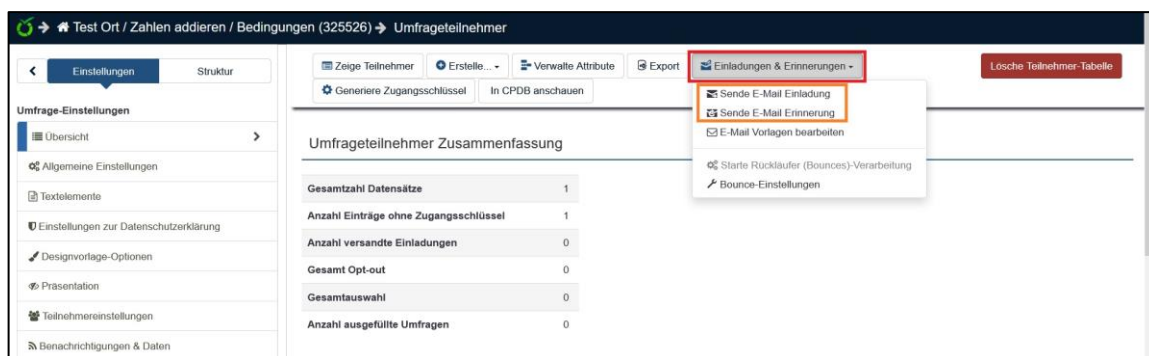 Test Ort / Zahlen addieren / Bedingungen (325526) Umfrageteilnehmer
Einstellungen Struktur
Umfrage-Einstellungen
Übersicht
Allgemeine Einstellungen
Textelemente
Einstellungen zur Datenschutzerklärung
Designvorlage-Optionen
Präsentation
Teilnehmereinstellungen
Benachrichtigungen & Daten
Zeige Teilnehmer Erstelle... Verwalte Attribute Export Einladungen & Erinnerungen Lösche Teilnehmer-Tabelle
Generiere Zugangsschlüssel In CPDB anschauen
Sende E-Mail Einladung
Sende E-Mail Erinnerung
E-Mail Vorlagen bearbeiten
Starte Rückläufer (Bounces)-Verarbeitung
Bounce-Einstellungen
Umfrageteilnehmer Zusammenfassung
Gesamtzahl Datensätze 1
Anzahl Einträge ohne Zugangsschlüssel 1
Anzahl versandte Einladungen 0
Gesamt Opt-out 0
Gesamtauswahl 0
Anzahl ausgefüllte Umfragen 0